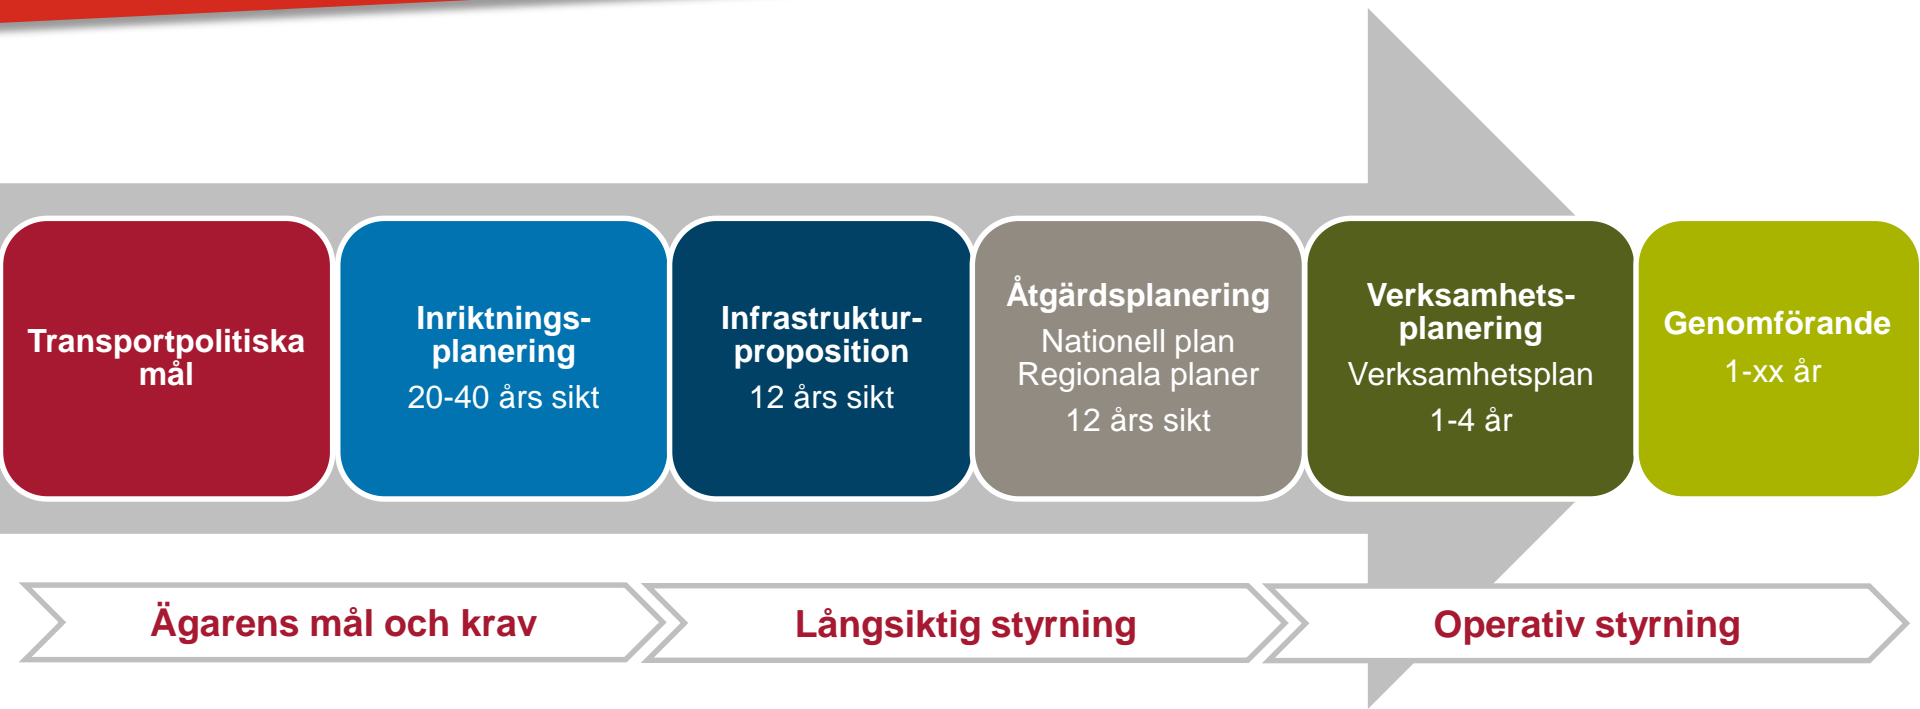 Transportpolitiska
mål
Inriktnings-
planering
20-40 års sikt
Infrastruktur-
proposition
12 års sikt
Åtgärdsplanering
Nationell plan
Regionala planer
12 års sikt
Verksamhets-
planering
Verksamhetsplan
1-4 år
Genomförande
1-xx år
Ägarens mål och krav
Långsiktig styrning
Operativ styrning